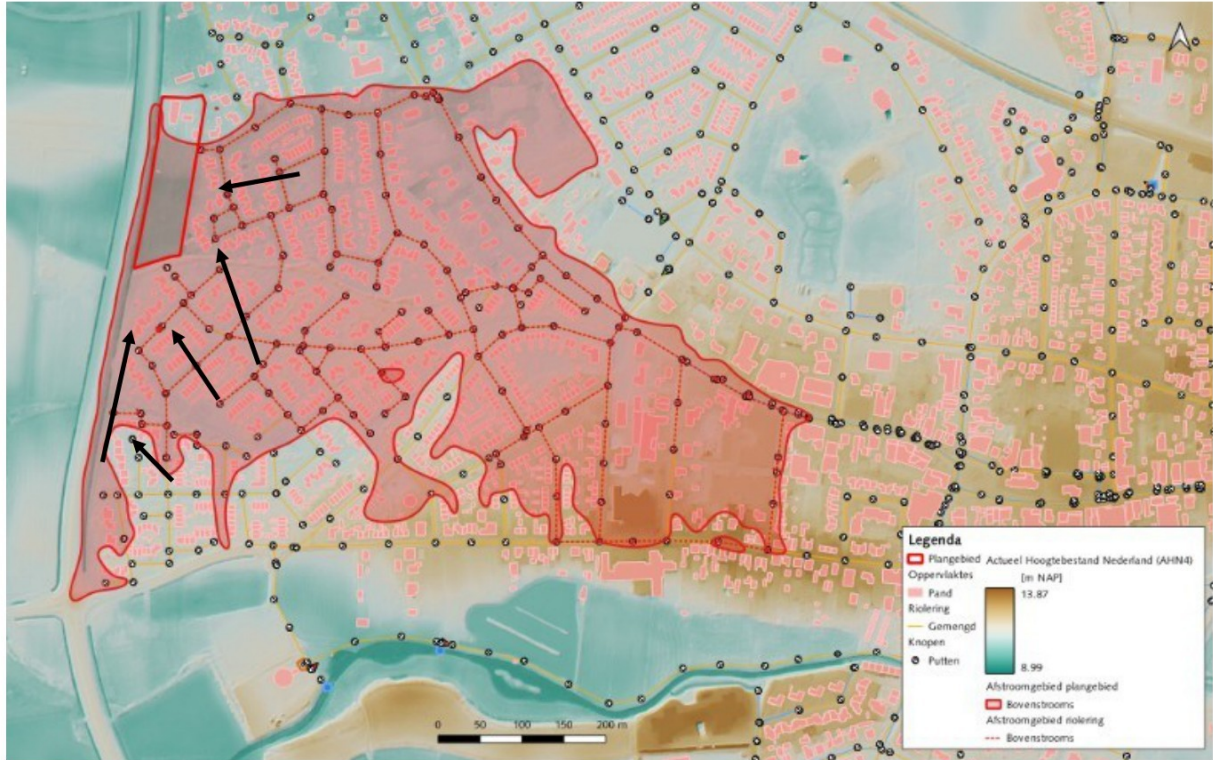 0 50 100 150 200 m
Legenda
Plangebied
Oppervlaktes
Pand
Riolering
Gemengd
Knopen
Putten
Actueel Hoogtebestand Nederland (AHN4)
[m NAP]
13.87
8.99
Afstroomgebied plangebied
Bovenstrooms
Afstroomgebied riolering
Bovenstrooms